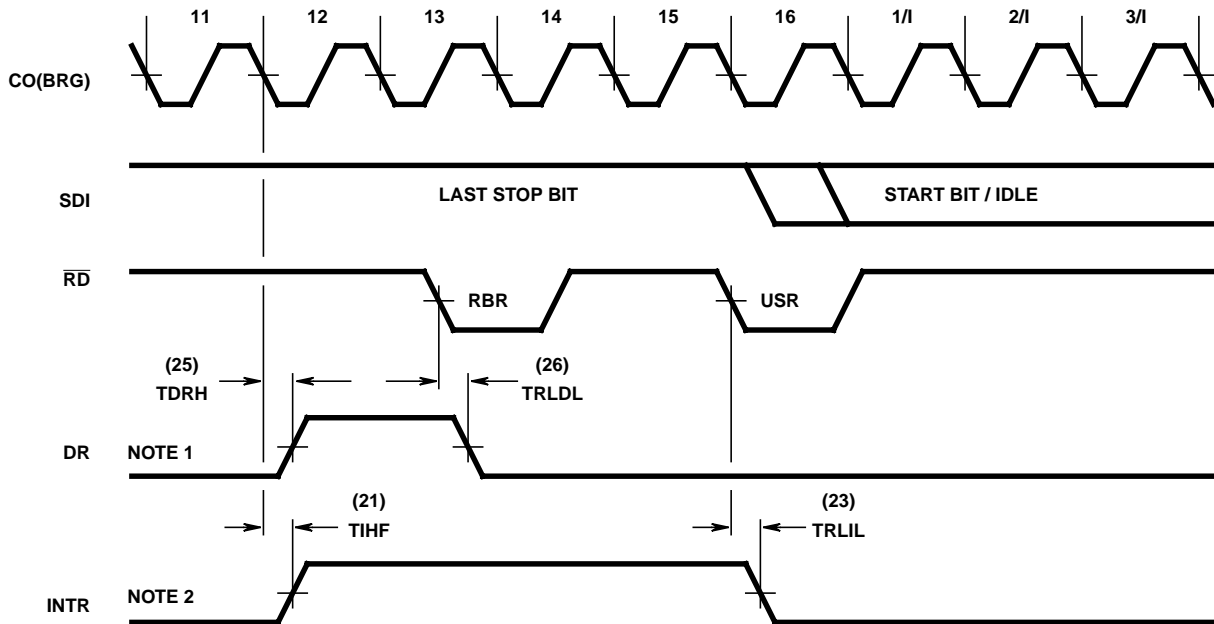 11 12 13 14 15 16 1/I 2/I 3/I
CO(BRG)
SDI LAST STOP BIT START BIT / IDLE
RD RBR USR
(25) (26)
TDRH TRLDL
DR NOTE 1
(21) (23)
TIHF TRLIL
INTR NOTE 2